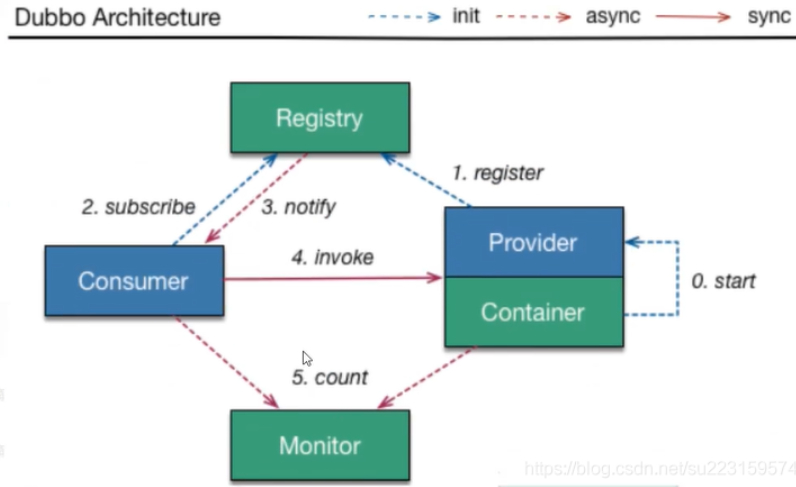 Dubbo Architecture
init
async
sync
Registry
1. register
2. subscribe
3. notify
Provider
4. invoke
Consumer
0. start
Container
5. count
Monitor
https://blog.csdn.net/su223159574